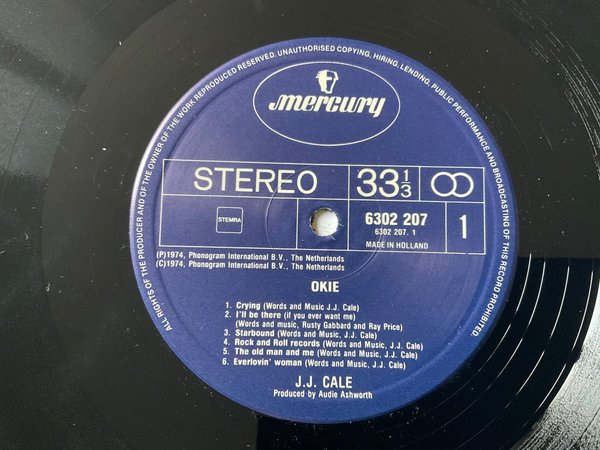 ALL RIGHTS OF THE PRODUCER AND OF THE OWNER OF THE WORK REPRODUCED RESERVED. UNAUTHORISED COPYING, HIRING, LENDING, PUBLIC PERFORMANCE AND BROADCASTING OF THIS RECORD PROHIBITED.
mercury
STEREO 33 1/3
STEMRA
6302 207
6302 207. 1
MADE IN HOLLAND
1
(P)1974, Phonogram International B.V., The Netherlands
(C)1974, Phonogram International B.V., The Netherlands
OKIE
1. Crying (Words and Music J.J. Cale)
2. I'll be there (if you ever want me)
(Words and music, Rusty Gabbard and Ray Price)
3. Starbound (Words and Music, J.J. Cale)
4. Rock and Roll records (Words and Music, J.J. Cale)
5. The old man and me (Words and Music, J.J. Cale)
6. Everlovin' woman (Words and Music, J.J. Cale)
J.J. CALE
Produced by Audie Ashworth